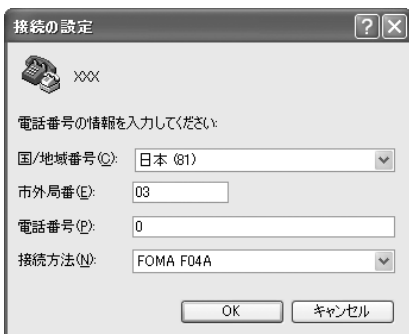 接続の設定
xxx
電話番号の情報を入力してください:
国/地域番号(C): 日本 (81)
市外局番(E): 03
電話番号(P): 0
接続方法(N): FOMA F04A
OK キャンセル